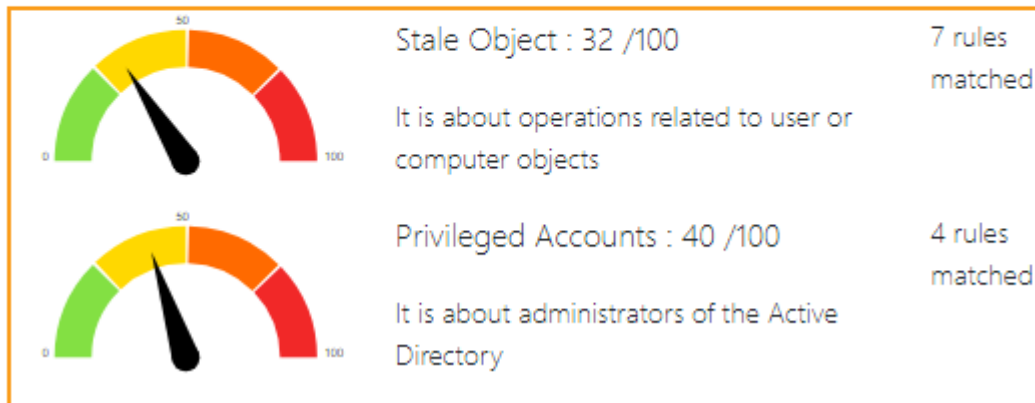 50
0
100
Stale Object : 32 /100
It is about operations related to user or
computer objects
7 rules
matched
50
0
100
Privileged Accounts : 40 /100
It is about administrators of the Active
Directory
4 rules
matched